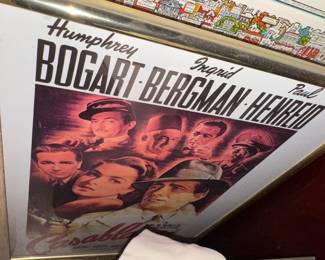 Humphrey Ingrid Paul
BOGART · BERGMAN · HENREID
Casabl